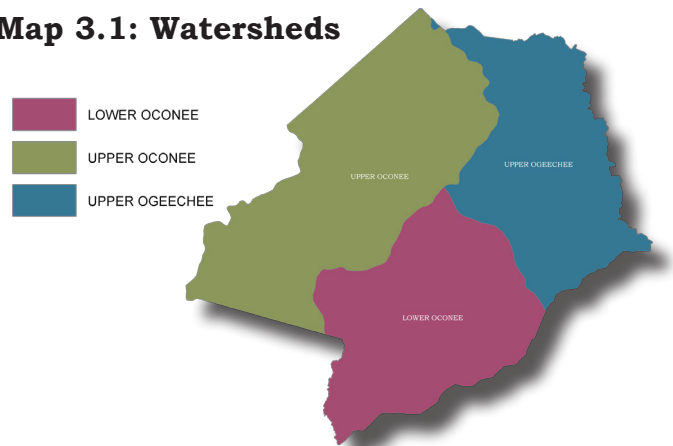 Map 3.1: Watersheds
LOWER OCONEE
UPPER OCONEE
UPPER OGEECHEE
UPPER OGEECHEE
UPPER OCONEE
LOWER OCONEE